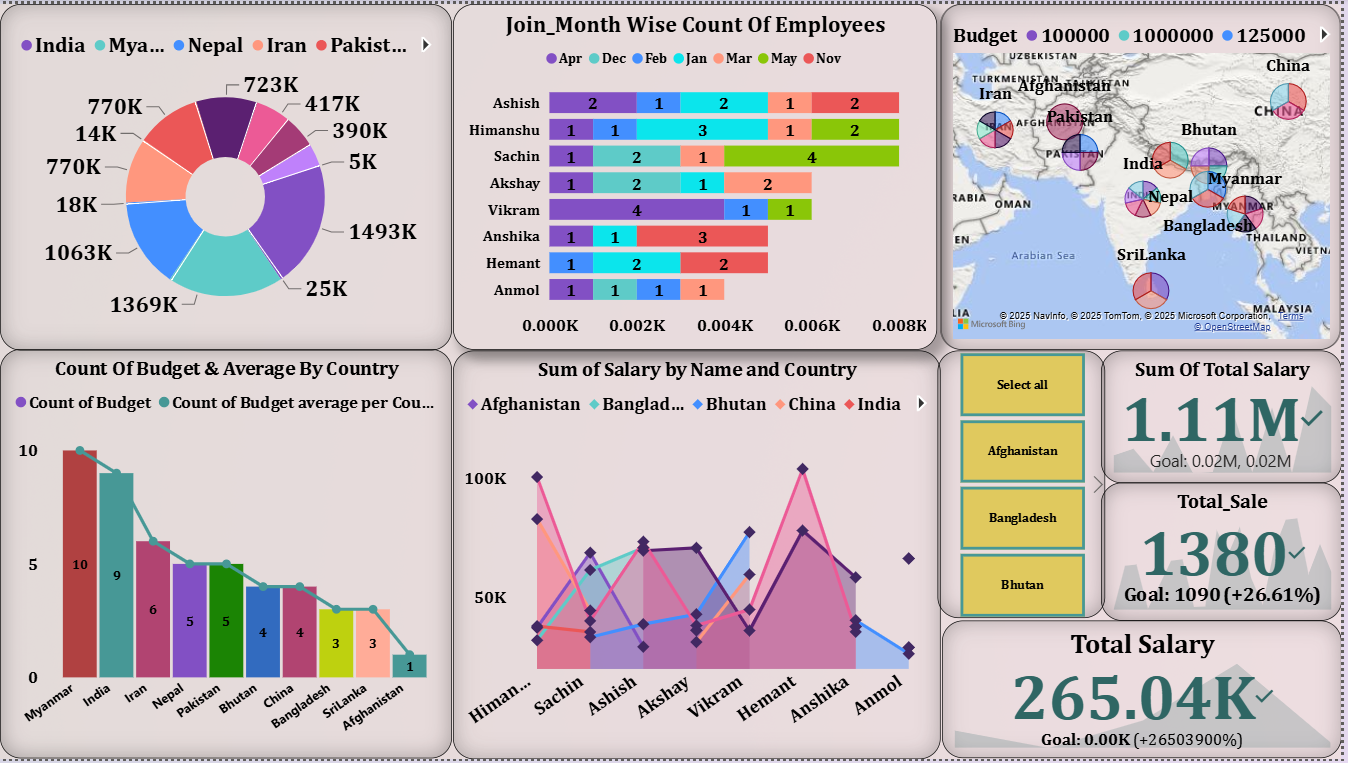 India Mya... Nepal Iran Pakist...
723K
770K
417K
14K
390K
770K
5K
18K
1493K
1063K
25K
1369K
Join_Month Wise Count Of Employees
Apr Dec Feb Jan Mar May Nov
Ashish 2 1 2 1 2
Himanshu 1 1 3 1 2
Sachin 1 2 1 4
Akshay 1 2 1 2
Vikram 4 1 1
Anshika 1 1 3
Hemant 1 2 2
Anmol 1 1 1 1
0.000K 0.002K 0.004K 0.006K 0.008K
Budget 100000 1000000 125000
UZBEKISTAN
China
TURKMENISTAN TAJIKISTAN
Afghanistan
Iran
CHINA
Pakistan
AFGHANISTAN
IRAN
Bhutan
PAKISTAN
India
Myanmar
INDIA
Nepal
RABIA
OMAN
MYANMAR
Bangladesh
THAILAND
EN
VIETN
Arabian Sea
SriLanka
LIA
MALAYSIA
Microsoft Bing
© 2025 NavInfo, © 2025 TomTom, © 2025 Microsoft Corporation, Terms
© OpenStreetMap
Count Of Budget & Average By Country
Count of Budget Count of Budget average per Cou...
10
5
0
10 9 6 5 5 4 4 3 3 1
Myanmar India Iran Nepal Pakistan Bhutan China Bangladesh SriLanka Afghanistan
Sum of Salary by Name and Country
Afghanistan Banglad... Bhutan China India
100K
50K
Himan... Sachin Ashish Akshay Vikram Hemant Anshika Anmol
Select all
Afghanistan
Bangladesh
Bhutan
Sum Of Total Salary
1.11M
Goal: 0.02M, 0.02M
Total_Sale
1380
Goal: 1090 (+26.61%)
Total Salary
265.04K
Goal: 0.00K (+26503900%)